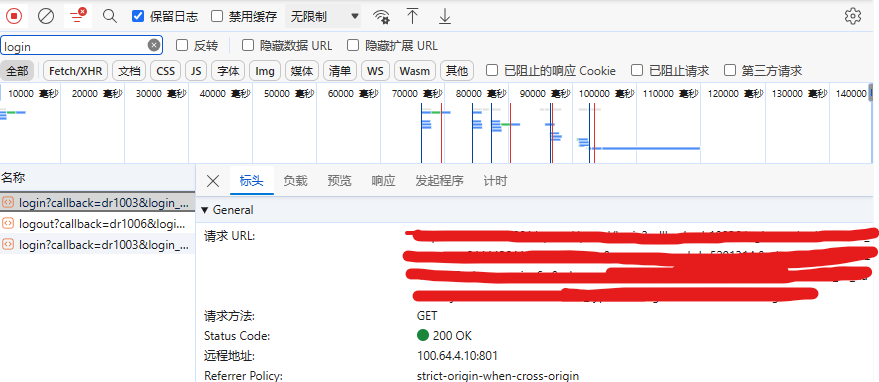 保留日志 禁用缓存 无限制
login 反转 隐藏数据 URL 隐藏扩展 URL
全部 Fetch/XHR 文档 CSS JS 字体 Img 媒体 清单 WS Wasm 其他 已阻止的响应 Cookie 已阻止请求 第三方请求
10000 毫秒 20000 毫秒 30000 毫秒 40000 毫秒 50000 毫秒 60000 毫秒 70000 毫秒 80000 毫秒 90000 毫秒 100000 毫秒 110000 毫秒 120000 毫秒 130000 毫秒 140000
名称 标头 负载 预览 响应 发起程序 计时
login?callback=dr1003&login_...
logout?callback=dr1006&logi...
login?callback=dr1003&login_...
General
请求 URL:
请求方法: GET
Status Code: 200 OK
远程地址: 100.64.4.10:801
Referrer Policy: strict-origin-when-cross-origin